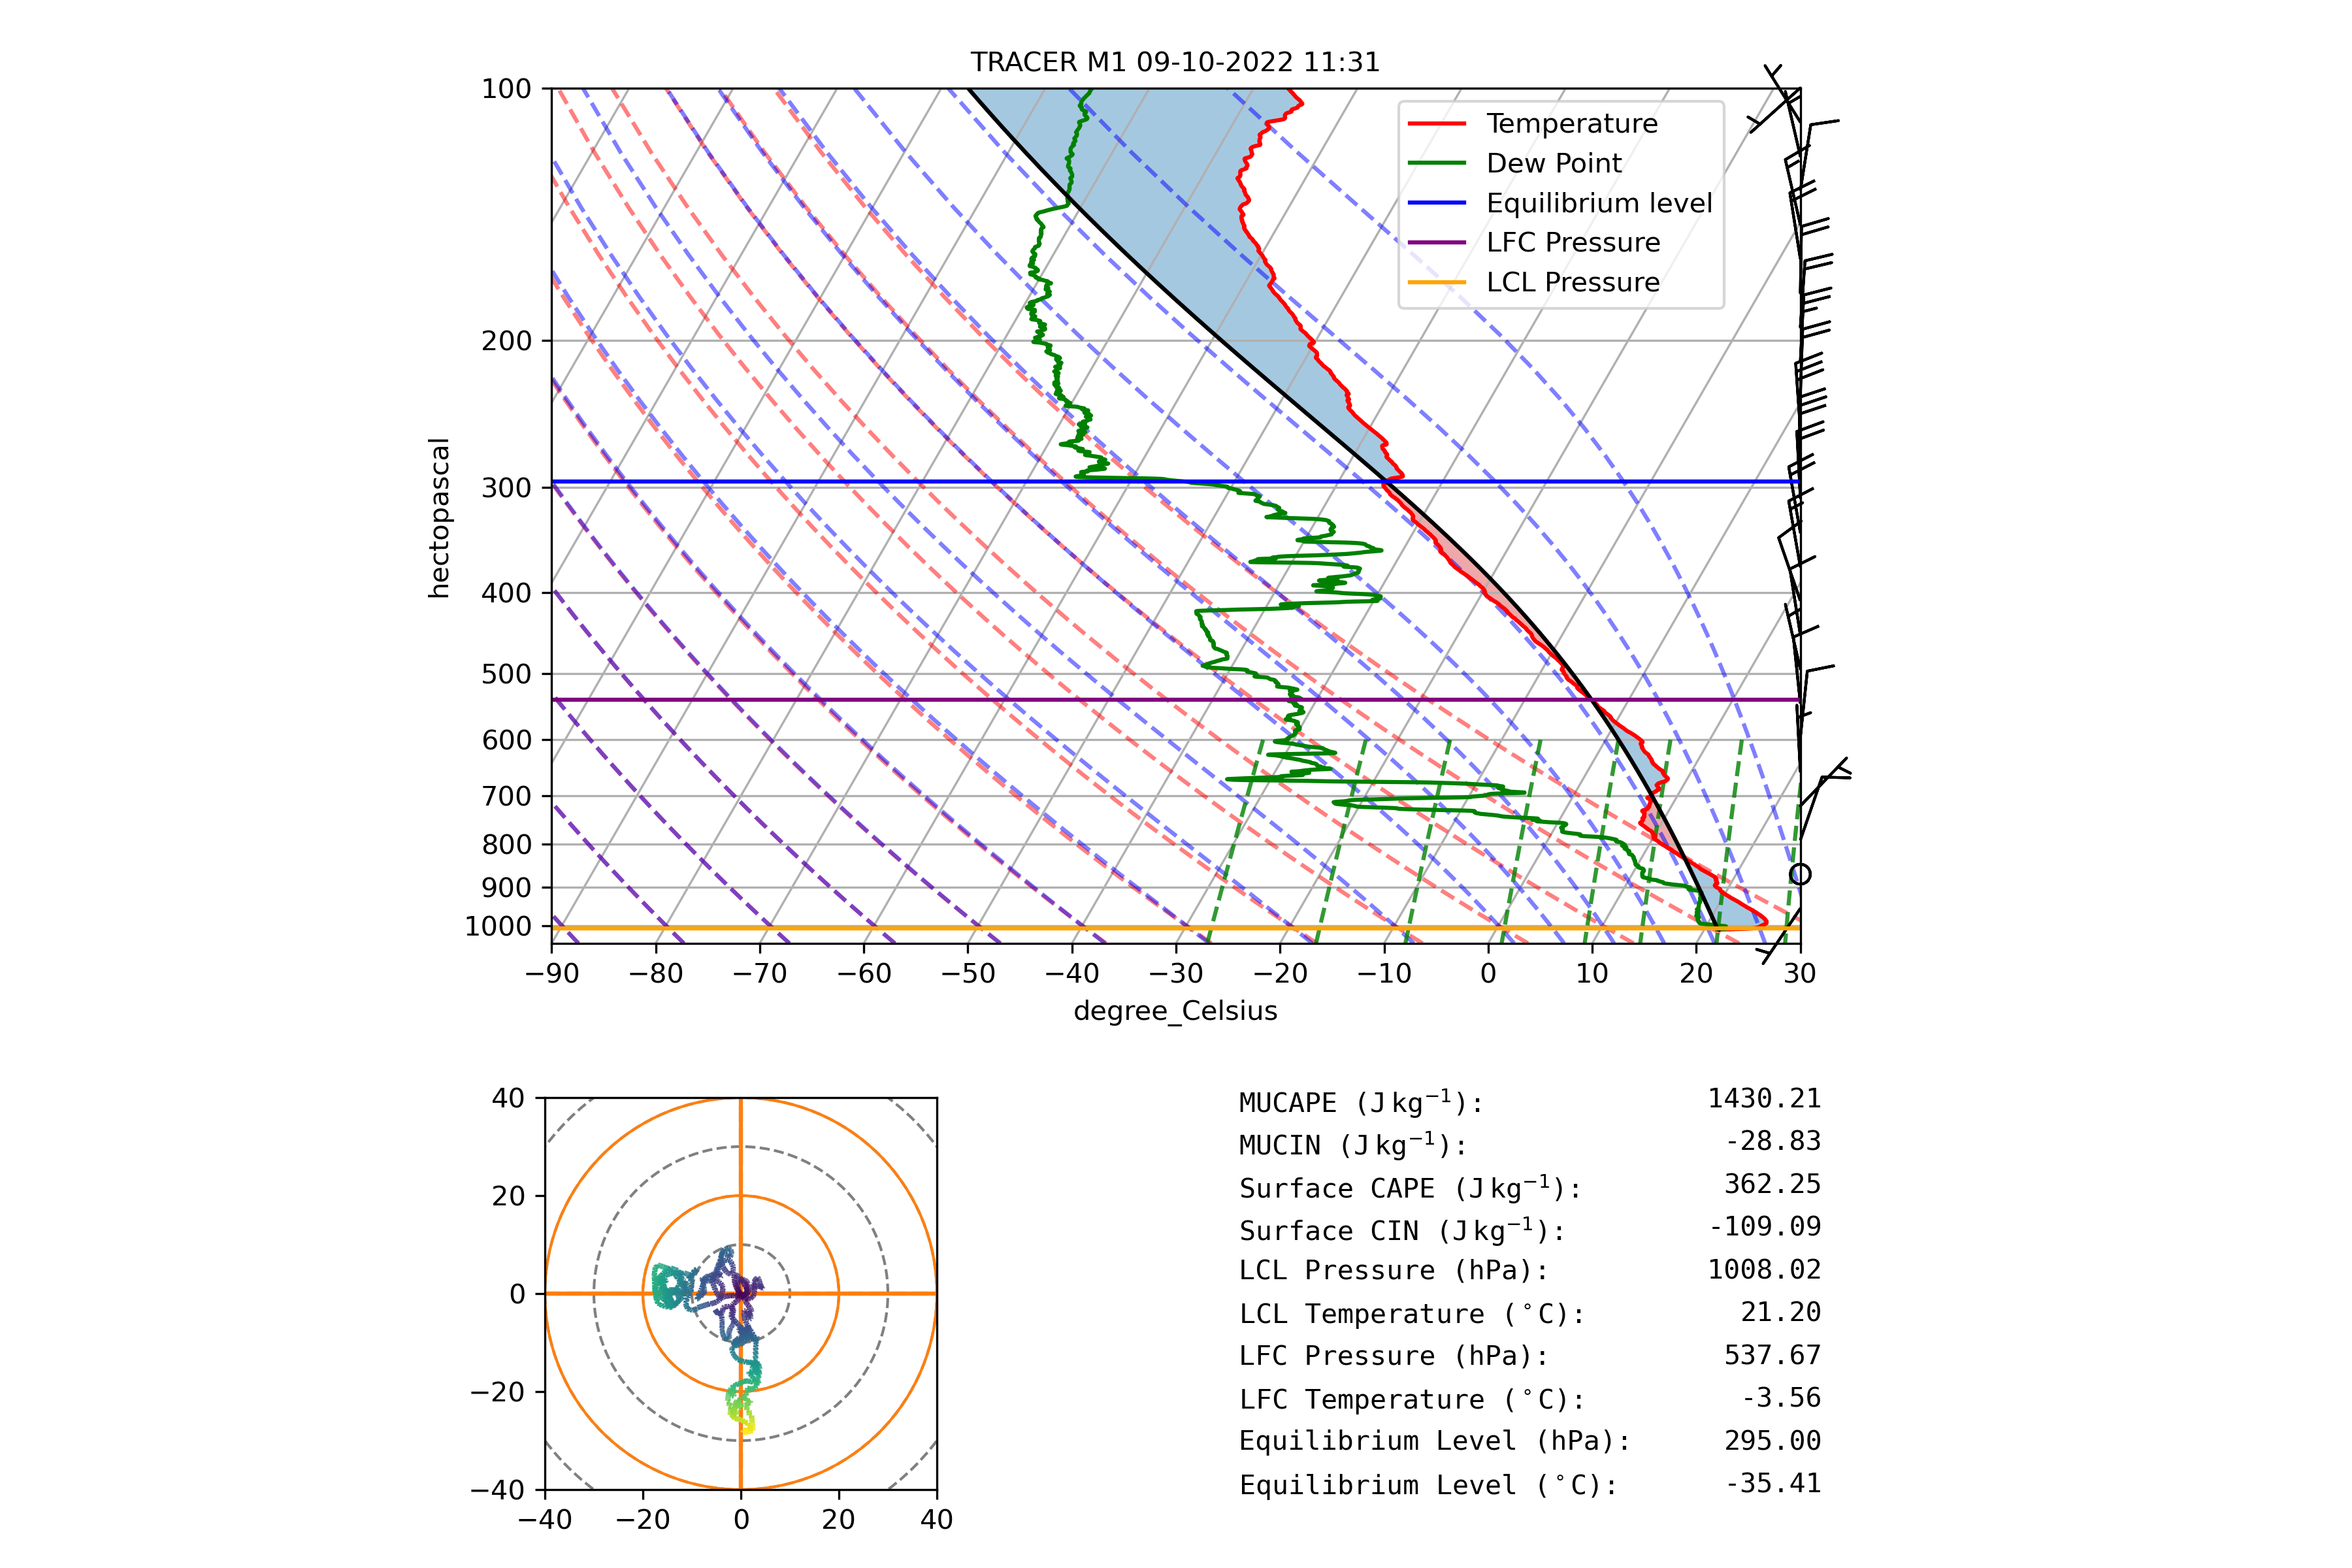 TRACER M1 09-10-2022 11:31
100
200
300
400
500
600
700
800
900
1000
hectopascal
Temperature
Dew Point
Equilibrium level
LFC Pressure
LCL Pressure
−90 −80 −70 −60 −50 −40 −30 −20 −10 0 10 20 30
degree_Celsius
40
20
0
−20
−40
−40 −20 0 20 40
MUCAPE (J kg⁻¹): 1430.21
MUCIN (J kg⁻¹): -28.83
Surface CAPE (J kg⁻¹): 362.25
Surface CIN (J kg⁻¹): -109.09
LCL Pressure (hPa): 1008.02
LCL Temperature (°C): 21.20
LFC Pressure (hPa): 537.67
LFC Temperature (°C): -3.56
Equilibrium Level (hPa): 295.00
Equilibrium Level (°C): -35.41